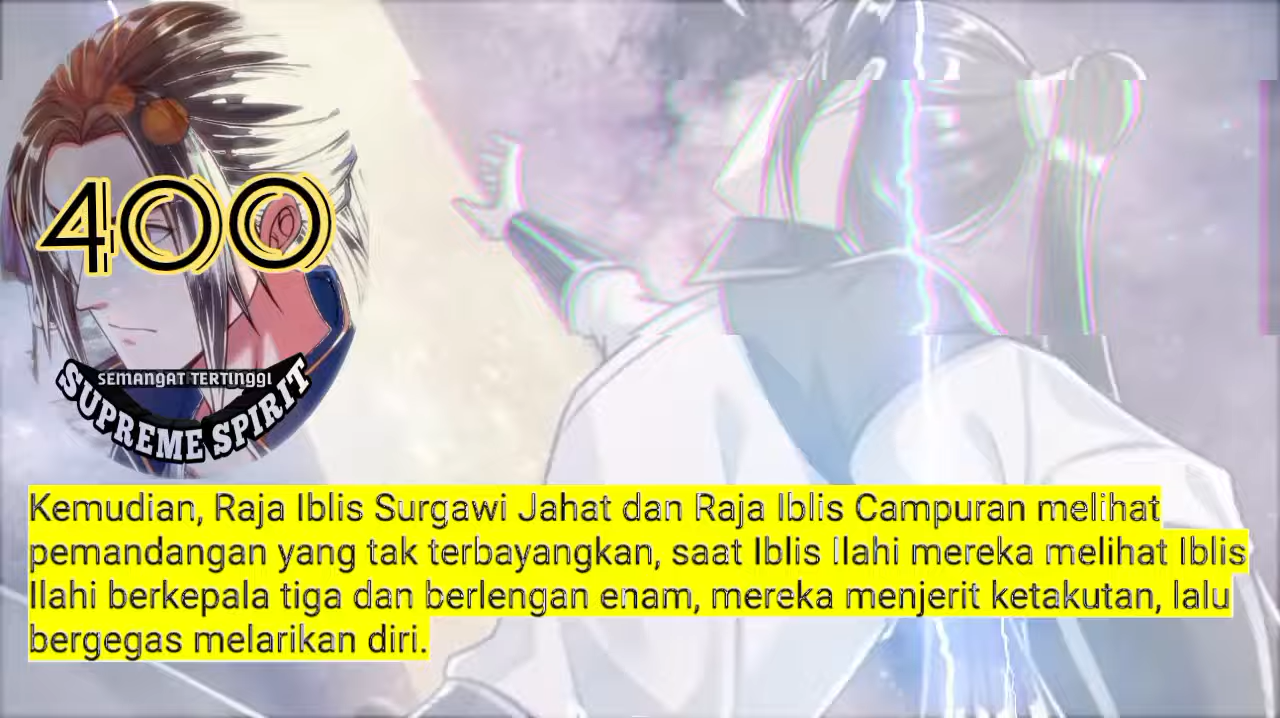 400
SEMANGAT TERTINGGI
SUPREME SPIRIT
Kemudian, Raja Iblis Surgawi Jahat dan Raja Iblis Campuran melihat
pemandangan yang tak terbayangkan, saat Iblis Ilahi mereka melihat Iblis
Ilahi berkepala tiga dan berlengan enam, mereka menjerit ketakutan, lalu
bergegas melarikan diri.